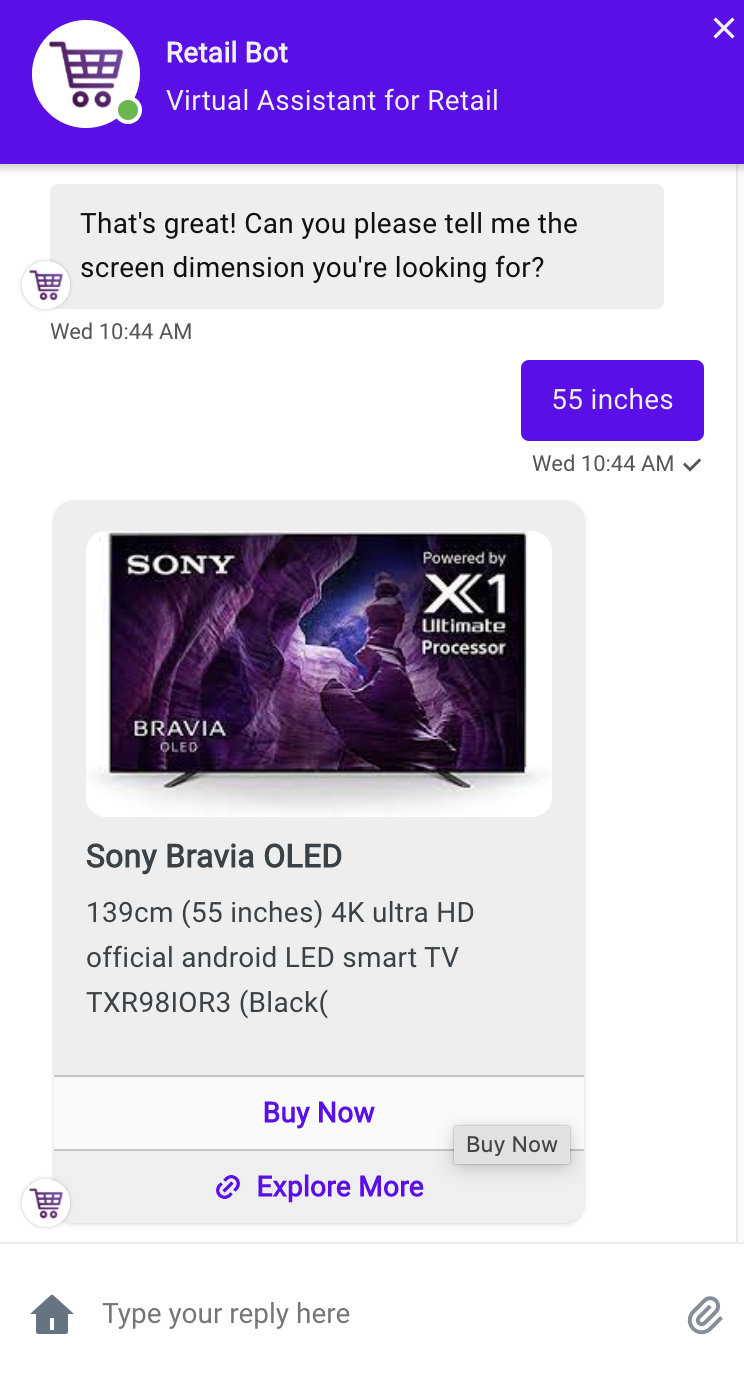 Retail Bot
Virtual Assistant for Retail
That's great! Can you please tell me the
screen dimension you're looking for?
Wed 10:44 AM
55 inches
Wed 10:44 AM
SONY
Powered by
X1
Ultimate
Processor
BRAVIA
OLED
Sony Bravia OLED
139cm (55 inches) 4K ultra HD
official android LED smart TV
TXR98IOR3 (Black(
Buy Now
Buy Now
Explore More
Type your reply here